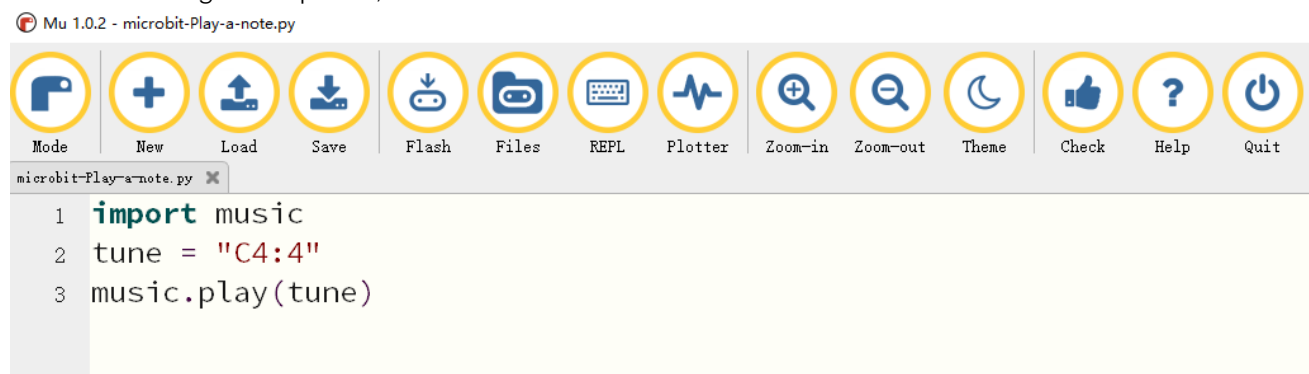 Mu 1.0.2 - microbit-Play-a-note.py
Mode New Load Save Flash Files REPL Plotter Zoom-in Zoom-out Theme Check Help Quit
microbit-Play-a-note.py
1 import music
2 tune = "C4:4"
3 music.play(tune)